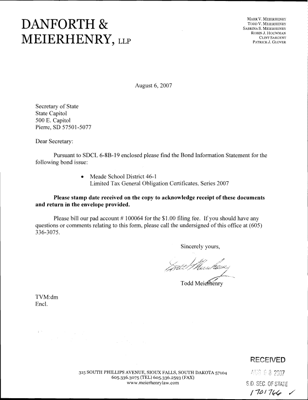 DANFORTH &
MEIERHENRY, LLP
MARK V. MEIERHENRY
TODD V. MEIERHENRY
SABRINA S. MEIERHENRY
CLINT SARGENT
PATRICK J. GLOVER
August 6, 2007
Secretary of State
State Capitol
500 E. Capitol
Pierre, SD 57501-5077
Dear Secretary:
Pursuant to SDCL 6-8B-19 enclosed please find the Bond Information Statement for the
following bond issue:
• Meade School District 46-1
Limited Tax General Obligation Certificates. Series 2007
Please stamp date received on the copy to acknowledge receipt of these documents
and return in the envelope provided.
Please bill our pad account # 100064 for the $1.00 filing fee. If you should have any
questions or comments relating to this form, please call the undersigned of this office at (605)
336-3075.
Sincerely yours,
Todd Meierhenry
TVM:dm
Encl.
315 SOUTH PHILLIPS AVENUE, SIOUX FALLS, SOUTH DAKOTA 57104
605.336.3075 (TEL) 605.336.2593 (FAX)
www.meierhenrylaw.com
RECEIVED
S.D. SEC. OF STATE
1701766